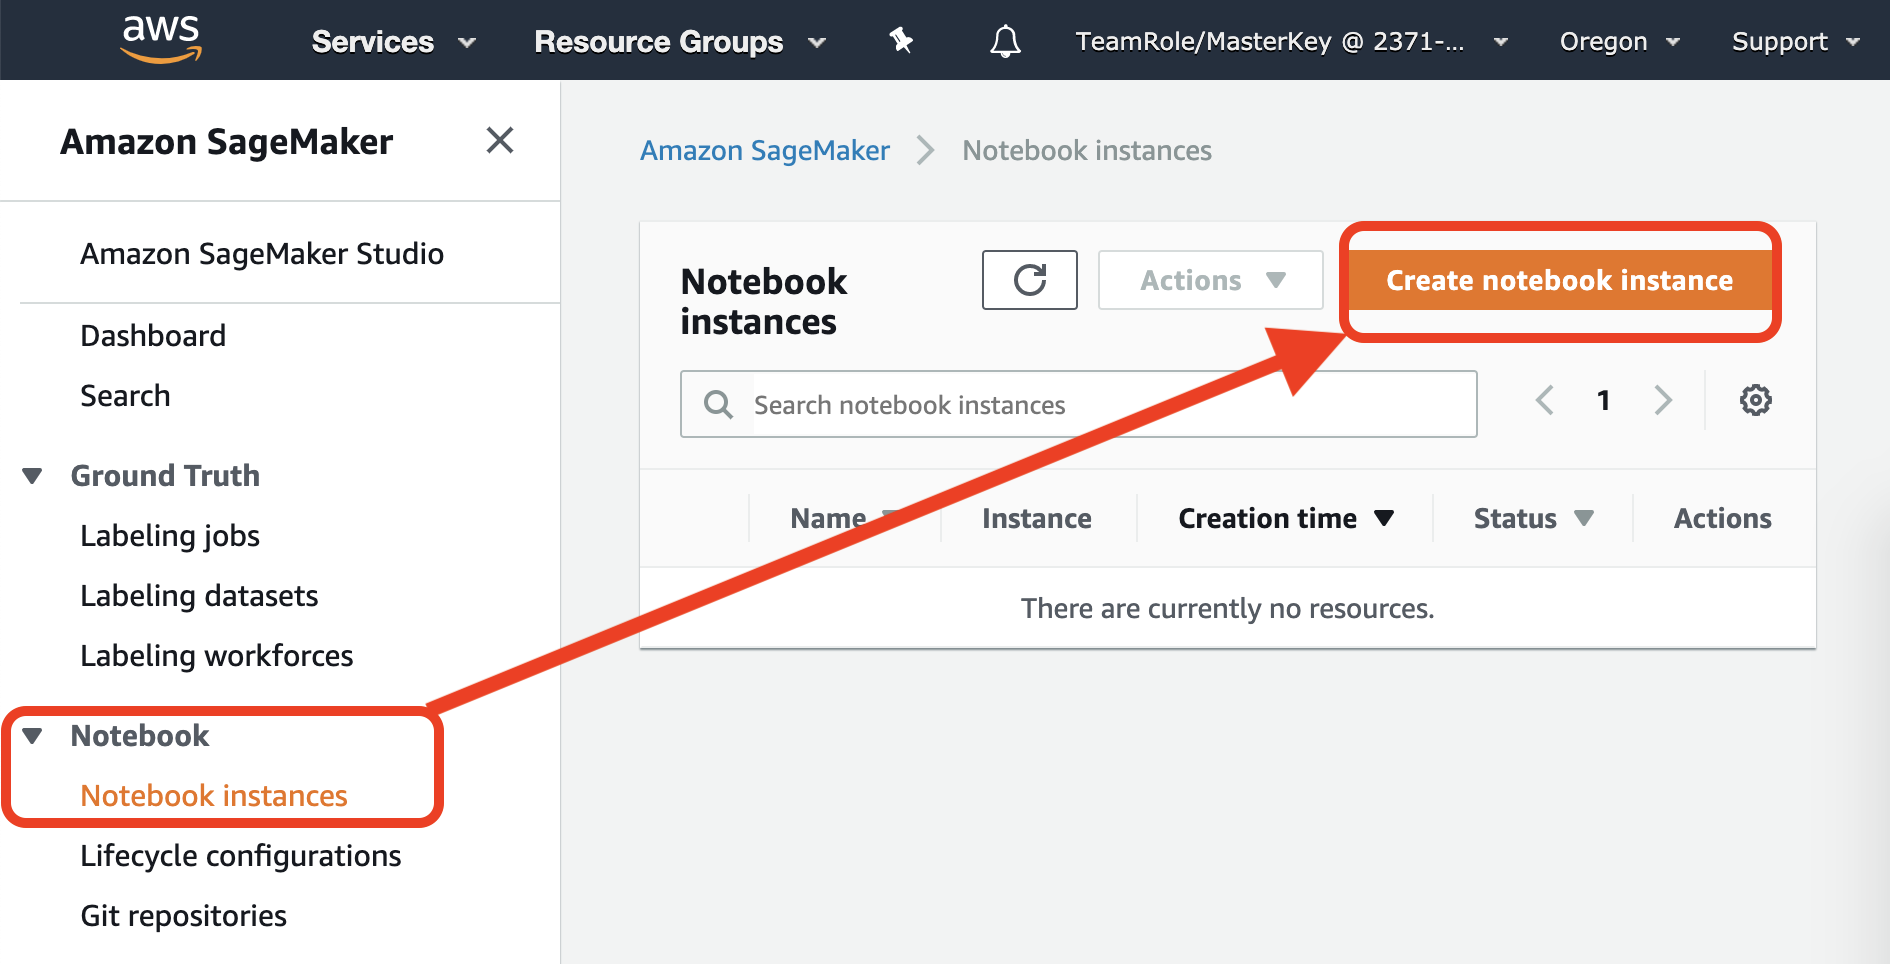 aws Services Resource Groups TeamRole/MasterKey @ 2371-... Oregon Support
Amazon SageMaker
Amazon SageMaker Studio
Dashboard
Search
Ground Truth
Labeling jobs
Labeling datasets
Labeling workforces
Notebook
Notebook instances
Lifecycle configurations
Git repositories
Amazon SageMaker Notebook instances
Notebook
instances
Actions Create notebook instance
Search notebook instances 1
Name Instance Creation time Status Actions
There are currently no resources.